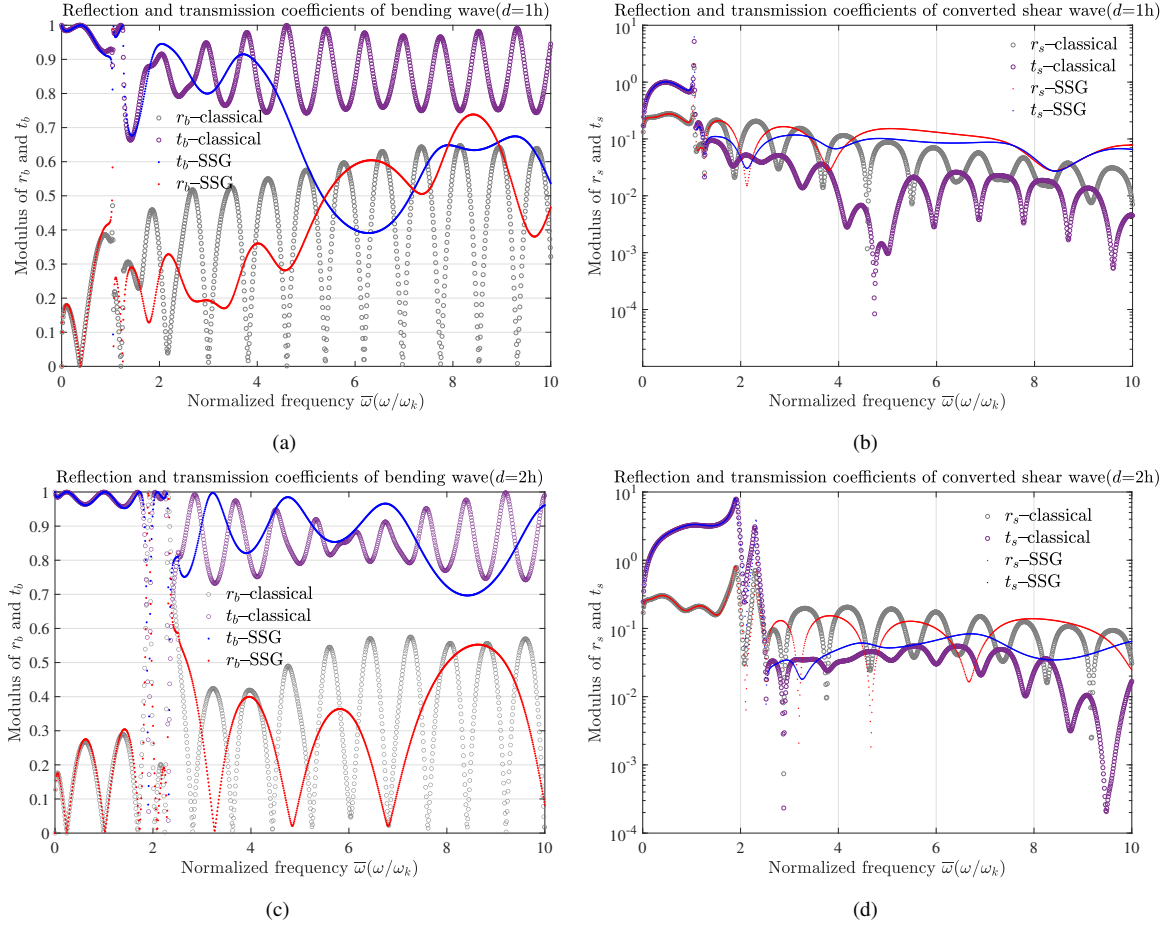 Reflection and transmission coefficients of bending wave(d=1h)
1
0.9
0.8
0.7
0.6
0.5
0.4
0.3
0.2
0.1
0
Modulus of r_b and t_b
r_b–classical
t_b–classical
t_b–SSG
r_b–SSG
0 2 4 6 8 10
Normalized frequency ω̅(ω/ω_k)
(a)
Reflection and transmission coefficients of converted shear wave(d=1h)
10^1
10^0
10^-1
10^-2
10^-3
10^-4
Modulus of r_s and t_s
r_s–classical
t_s–classical
r_s–SSG
t_s–SSG
0 2 4 6 8 10
Normalized frequency ω̅(ω/ω_k)
(b)
Reflection and transmission coefficients of bending wave(d=2h)
1
0.9
0.8
0.7
0.6
0.5
0.4
0.3
0.2
0.1
0
Modulus of r_b and t_b
r_b–classical
t_b–classical
t_b–SSG
r_b–SSG
0 2 4 6 8 10
Normalized frequency ω̅(ω/ω_k)
(c)
Reflection and transmission coefficients of converted shear wave(d=2h)
10^1
10^0
10^-1
10^-2
10^-3
10^-4
Modulus of r_s and t_s
r_s–classical
t_s–classical
r_s–SSG
t_s–SSG
0 2 4 6 8 10
Normalized frequency ω̅(ω/ω_k)
(d)